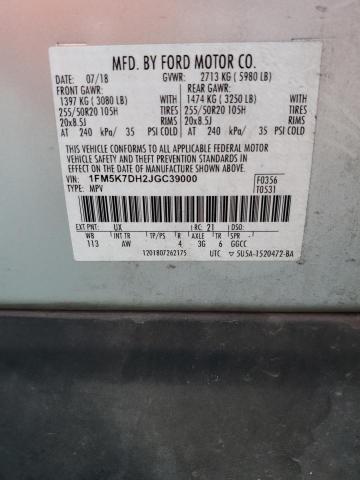 MFD. BY FORD MOTOR CO.
DATE: 07/18 GVWR: 2713 KG ( 5980 LB)
FRONT GAWR: REAR GAWR:
1397 KG ( 3080 LB) WITH 1474 KG ( 3250 LB) WITH
255/50R20 105H TIRES 255/50R20 105H TIRES
20x8.5J RIMS 20x8.5J RIMS
AT 240 kPa/ 35 PSI COLD AT 240 kPa/ 35 PSI COLD
THIS VEHICLE CONFORMS TO ALL APPLICABLE FEDERAL MOTOR
VEHICLE SAFETY AND BUMPER STANDARDS IN EFFECT ON THE
DATE OF MANUFACTURE SHOWN ABOVE.
VIN: 1FM5K7DH2JGC39000 F0356
TYPE: MPV T0531
EXT PNT: UX RC: 21 DSO:
WB INT TR TP/PS R AXLE TR SPR
113 AW 4 3G 6 GGCC
1201807262175 UTC 5U5A-1520472-BA